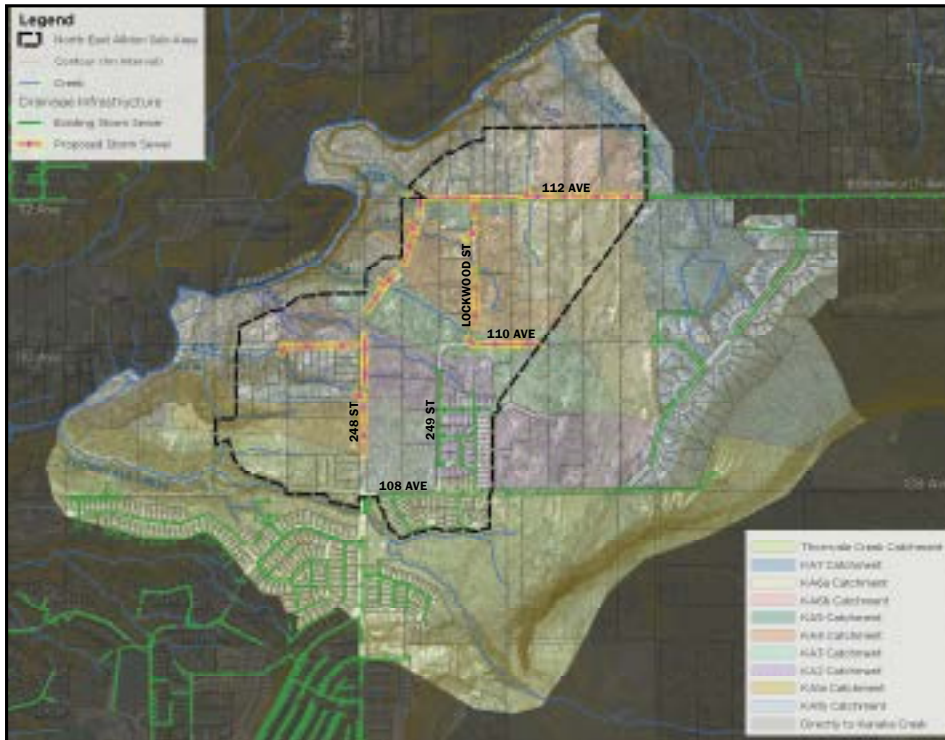 Legend
North East Albion Sub-Area
Contour (1m Interval)
Creek
Drainage Infrastructure
Existing Storm Sewer
Proposed Storm Sewer
112 AVE
LOCKWOOD ST
110 AVE
248 ST
249 ST
108 AVE
Thornvale Creek Catchment
KA7 Catchment
KA6a Catchment
KA6b Catchment
KA5 Catchment
KA4 Catchment
KA3 Catchment
KA2 Catchment
KA1a Catchment
KA1b Catchment
Directly to Kanaka Creek